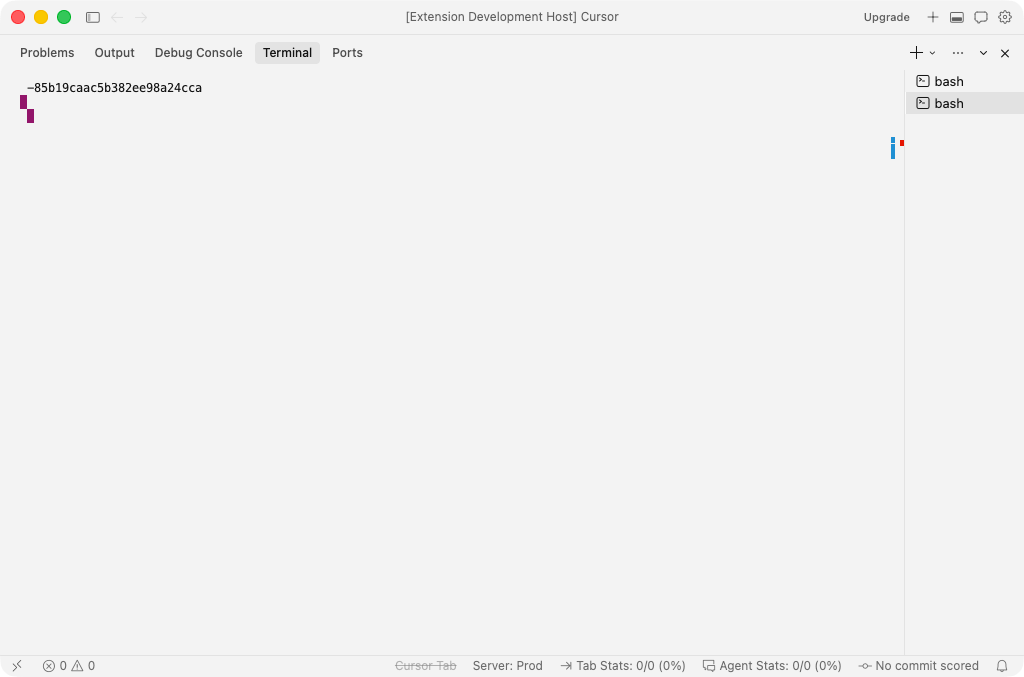 [Extension Development Host] Cursor
Upgrade
Problems Output Debug Console Terminal Ports
-85b19caac5b382ee98a24cca
bash
bash
0 0 Cursor Tab Server: Prod Tab Stats: 0/0 (0%) Agent Stats: 0/0 (0%) No commit scored